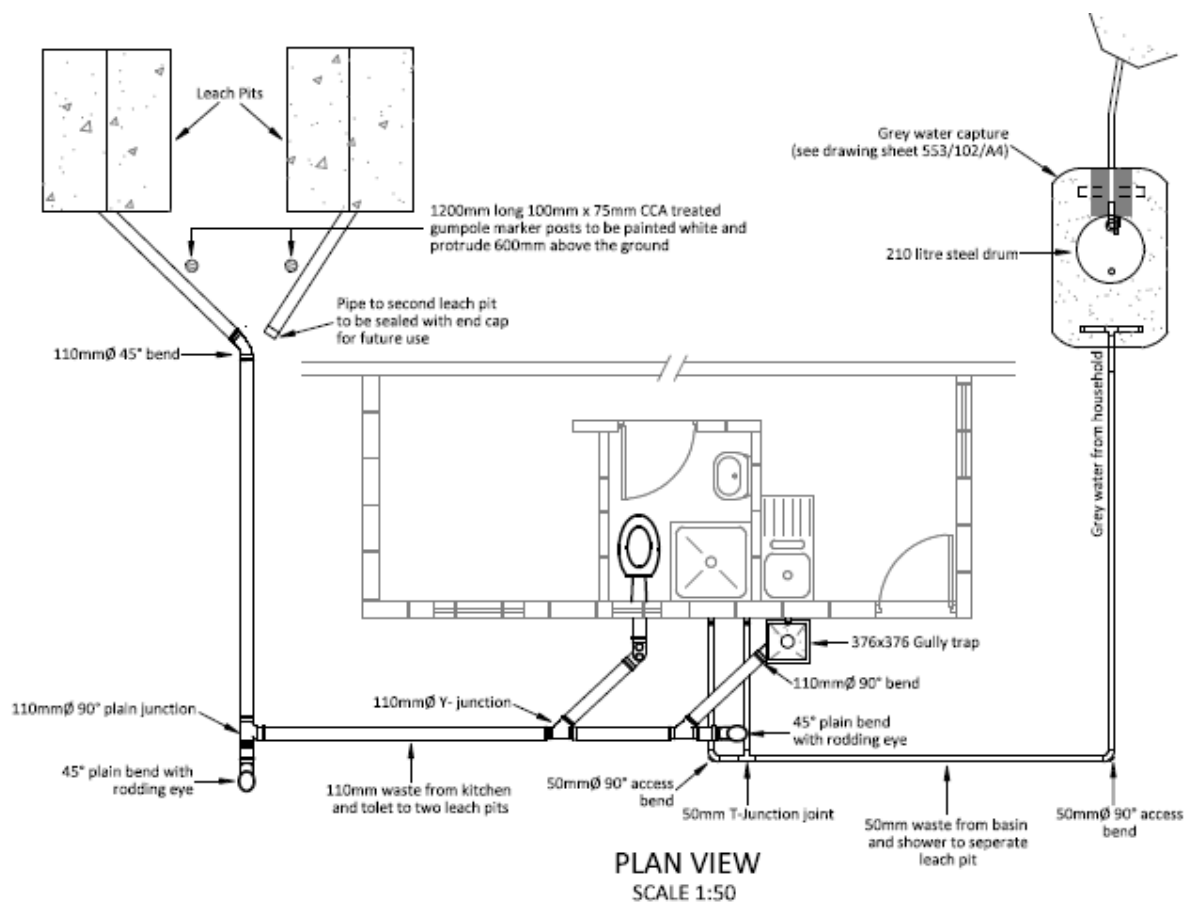 Leach Pits
Grey water capture
(see drawing sheet 553/102/A4)
1200mm long 100mm x 75mm CCA treated
gumpole marker posts to be painted white and
protrude 600mm above the ground
210 litre steel drum
Pipe to second leach pit
to be sealed with end cap
for future use
110mmØ 45° bend
Grey water from household
376x376 Gully trap
110mmØ 90° bend
110mmØ Y- junction
110mmØ 90° plain junction
45° plain bend
with rodding eye
45° plain bend with
rodding eye
110mm waste from kitchen
and tolet to two leach pits
50mmØ 90° access
bend
50mm T-Junction joint
50mm waste from basin
and shower to seperate
leach pit
50mmØ 90° access
bend
PLAN VIEW
SCALE 1:50